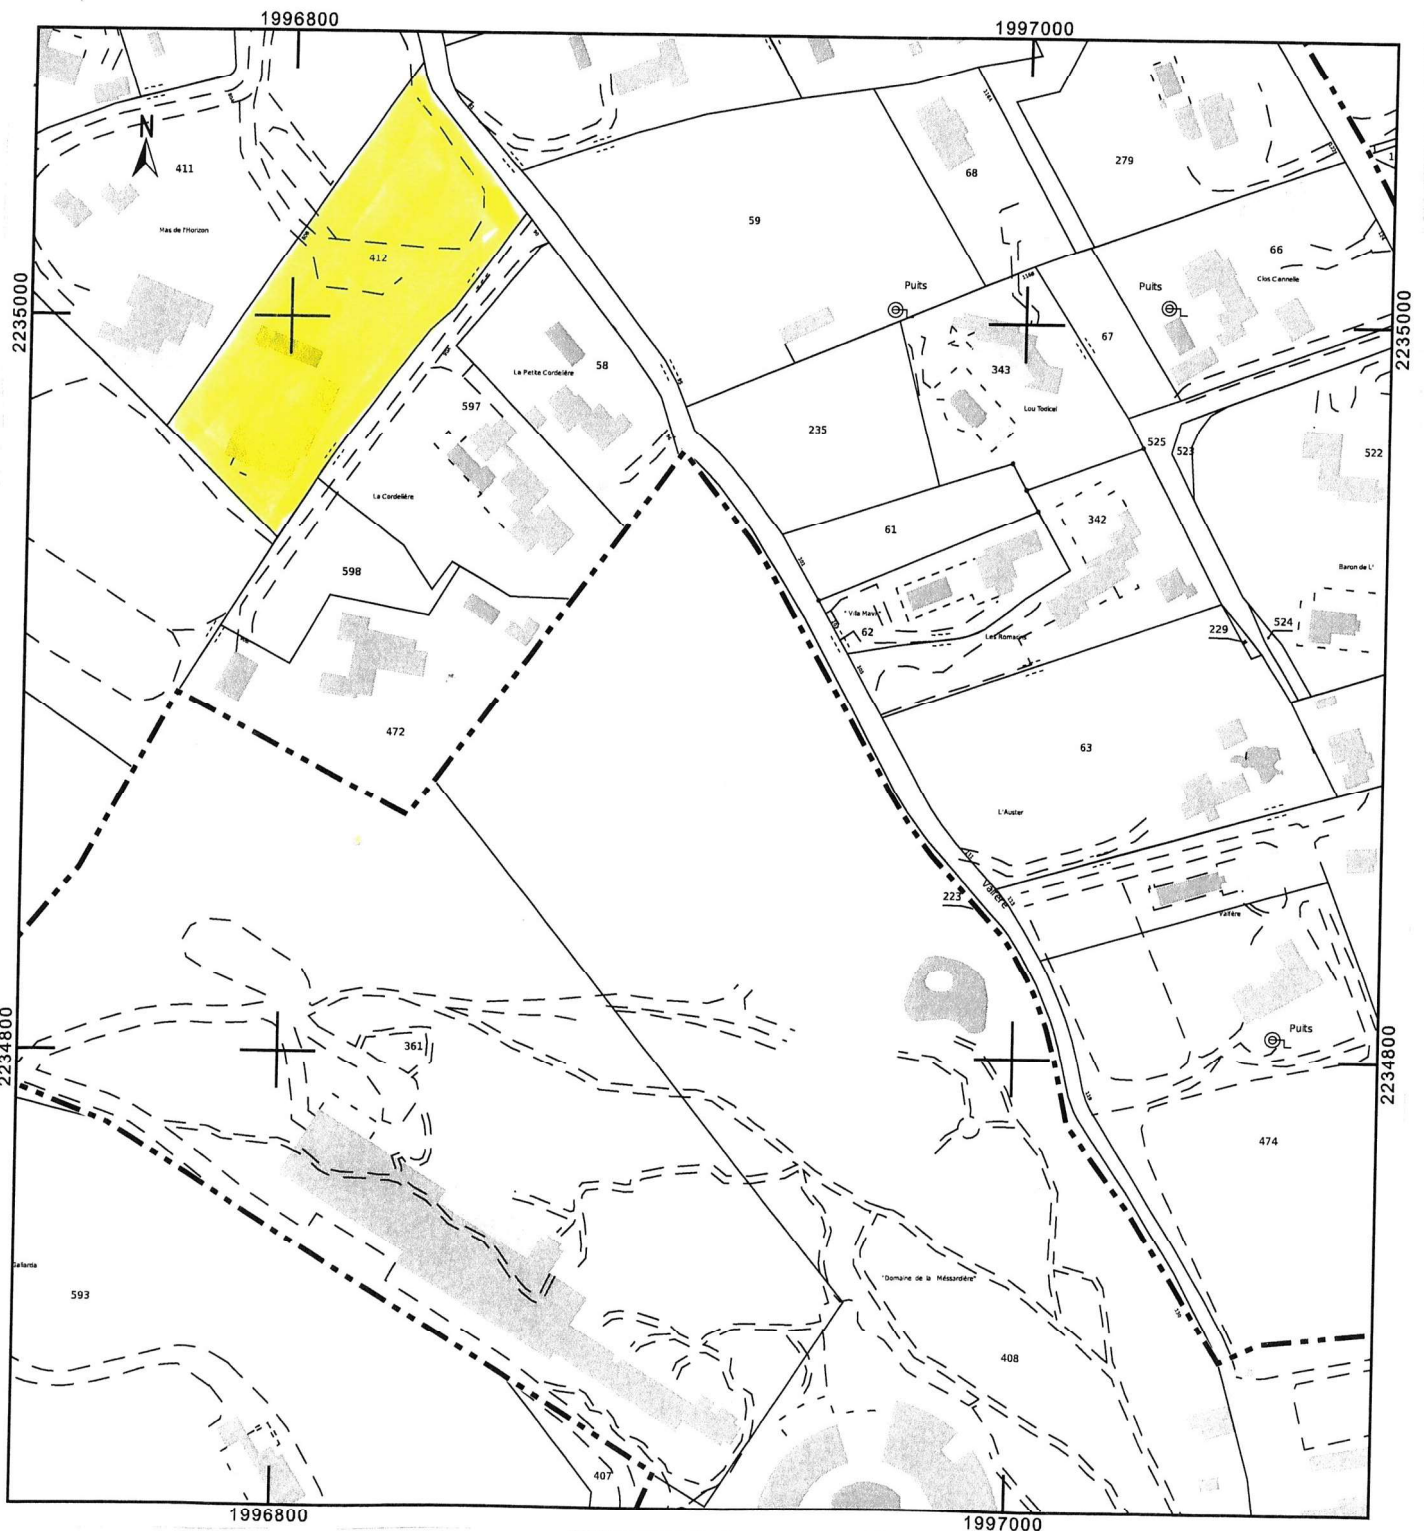 1996800
1997000
N
411
Mas de l'Horizon
412
59
68
279
66
Clos Cannelle
Puits
Puits
2235000
2235000
67
343
Lou Todicel
La Petite Cordelière
58
597
235
525
523
522
La Cordelière
61
342
598
"Villa Mavi"
62
Les Romarins
Baron de L'
229
524
472
63
L'Auster
Valfère
223
Valfère
2234800
2234800
361
Puits
474
593
"Domaine de la Méssardière"
408
407
1996800
1997000